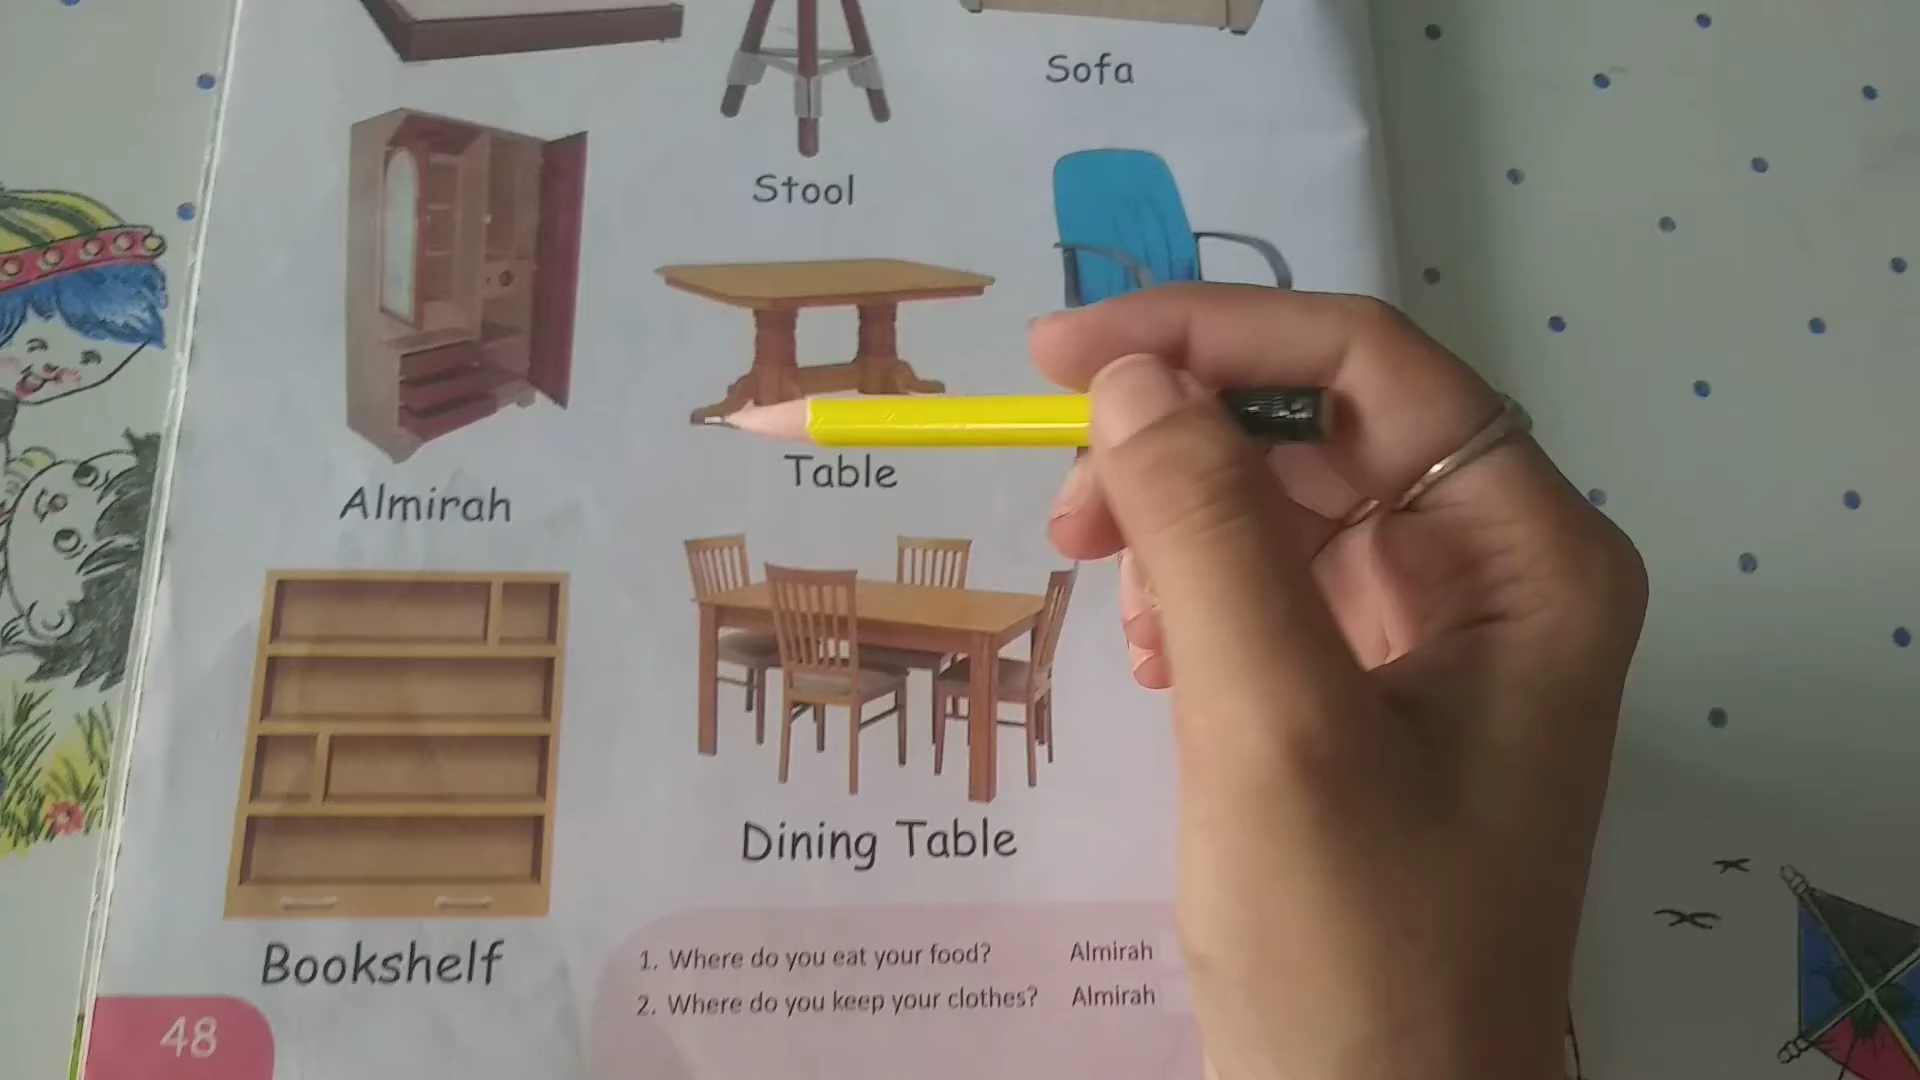 Sofa
Stool
Almirah
Table
Bookshelf
Dining Table
1. Where do you eat your food? Almirah
2. Where do you keep your clothes? Almirah
48